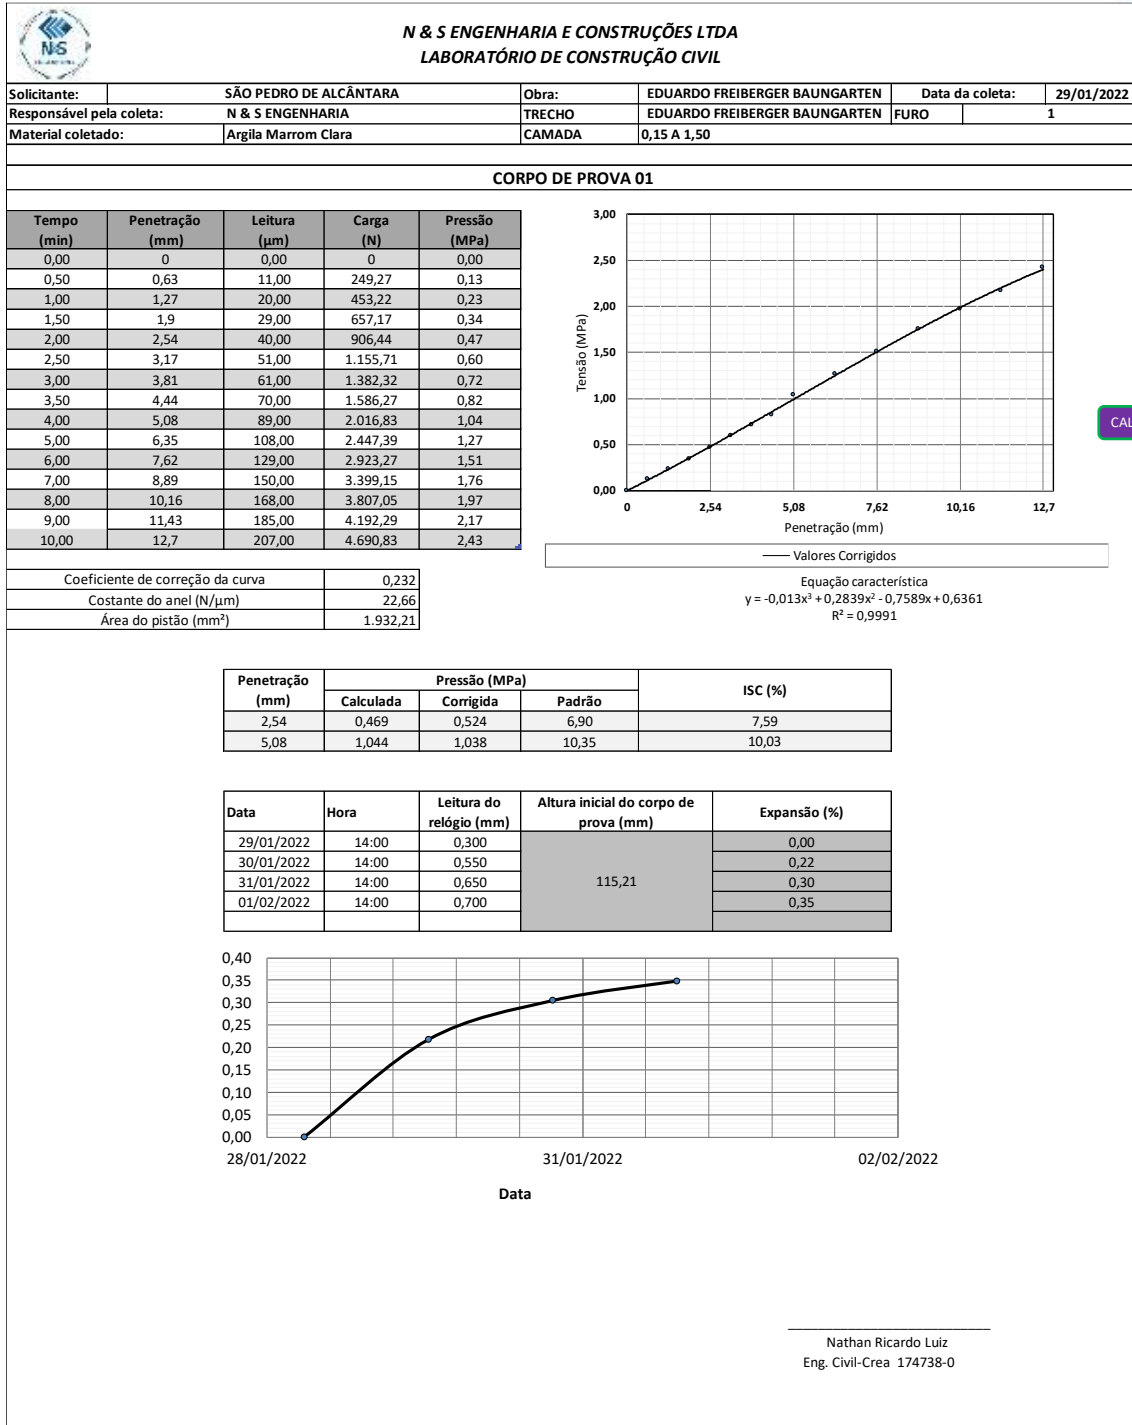 N&S
N & S ENGENHARIA E CONSTRUÇÕES LTDA
LABORATÓRIO DE CONSTRUÇÃO CIVIL
Solicitante: SÃO PEDRO DE ALCÂNTARA Obra: EDUARDO FREIBERGER BAUNGARTEN Data da coleta: 29/01/2022
Responsável pela coleta: N & S ENGENHARIA TRECHO EDUARDO FREIBERGER BAUNGARTEN FURO 1
Material coletado: Argila Marrom Clara CAMADA 0,15 A 1,50
CORPO DE PROVA 01
Tempo Penetração Leitura Carga Pressão
(min) (mm) (µm) (N) (MPa)
0,00 0 0,00 0 0,00
0,50 0,63 11,00 249,27 0,13
1,00 1,27 20,00 453,22 0,23
1,50 1,9 29,00 657,17 0,34
2,00 2,54 40,00 906,44 0,47
2,50 3,17 51,00 1.155,71 0,60
3,00 3,81 61,00 1.382,32 0,72
3,50 4,44 70,00 1.586,27 0,82
4,00 5,08 89,00 2.016,83 1,04
5,00 6,35 108,00 2.447,39 1,27
6,00 7,62 129,00 2.923,27 1,51
7,00 8,89 150,00 3.399,15 1,76
8,00 10,16 168,00 3.807,05 1,97
9,00 11,43 185,00 4.192,29 2,17
10,00 12,7 207,00 4.690,83 2,43
3,00
2,50
2,00
1,50
1,00
0,50
0,00
Tensão (MPa)
0 2,54 5,08 7,62 10,16 12,7
Penetração (mm)
CAL
Valores Corrigidos
Equação característica
y = -0,013x³ + 0,2839x² - 0,7589x + 0,6361
R² = 0,9991
Coeficiente de correção da curva 0,232
Costante do anel (N/µm) 22,66
Área do pistão (mm²) 1.932,21
Penetração Pressão (MPa) ISC (%)
(mm) Calculada Corrigida Padrão
2,54 0,469 0,524 6,90 7,59
5,08 1,044 1,038 10,35 10,03
Data Hora Leitura do Altura inicial do corpo de Expansão (%)
relógio (mm) prova (mm)
29/01/2022 14:00 0,300 0,00
30/01/2022 14:00 0,550 0,22
31/01/2022 14:00 0,650 115,21 0,30
01/02/2022 14:00 0,700 0,35
0,40
0,35
0,30
0,25
0,20
0,15
0,10
0,05
0,00
28/01/2022 31/01/2022 02/02/2022
Data
Nathan Ricardo Luiz
Eng. Civil-Crea 174738-0